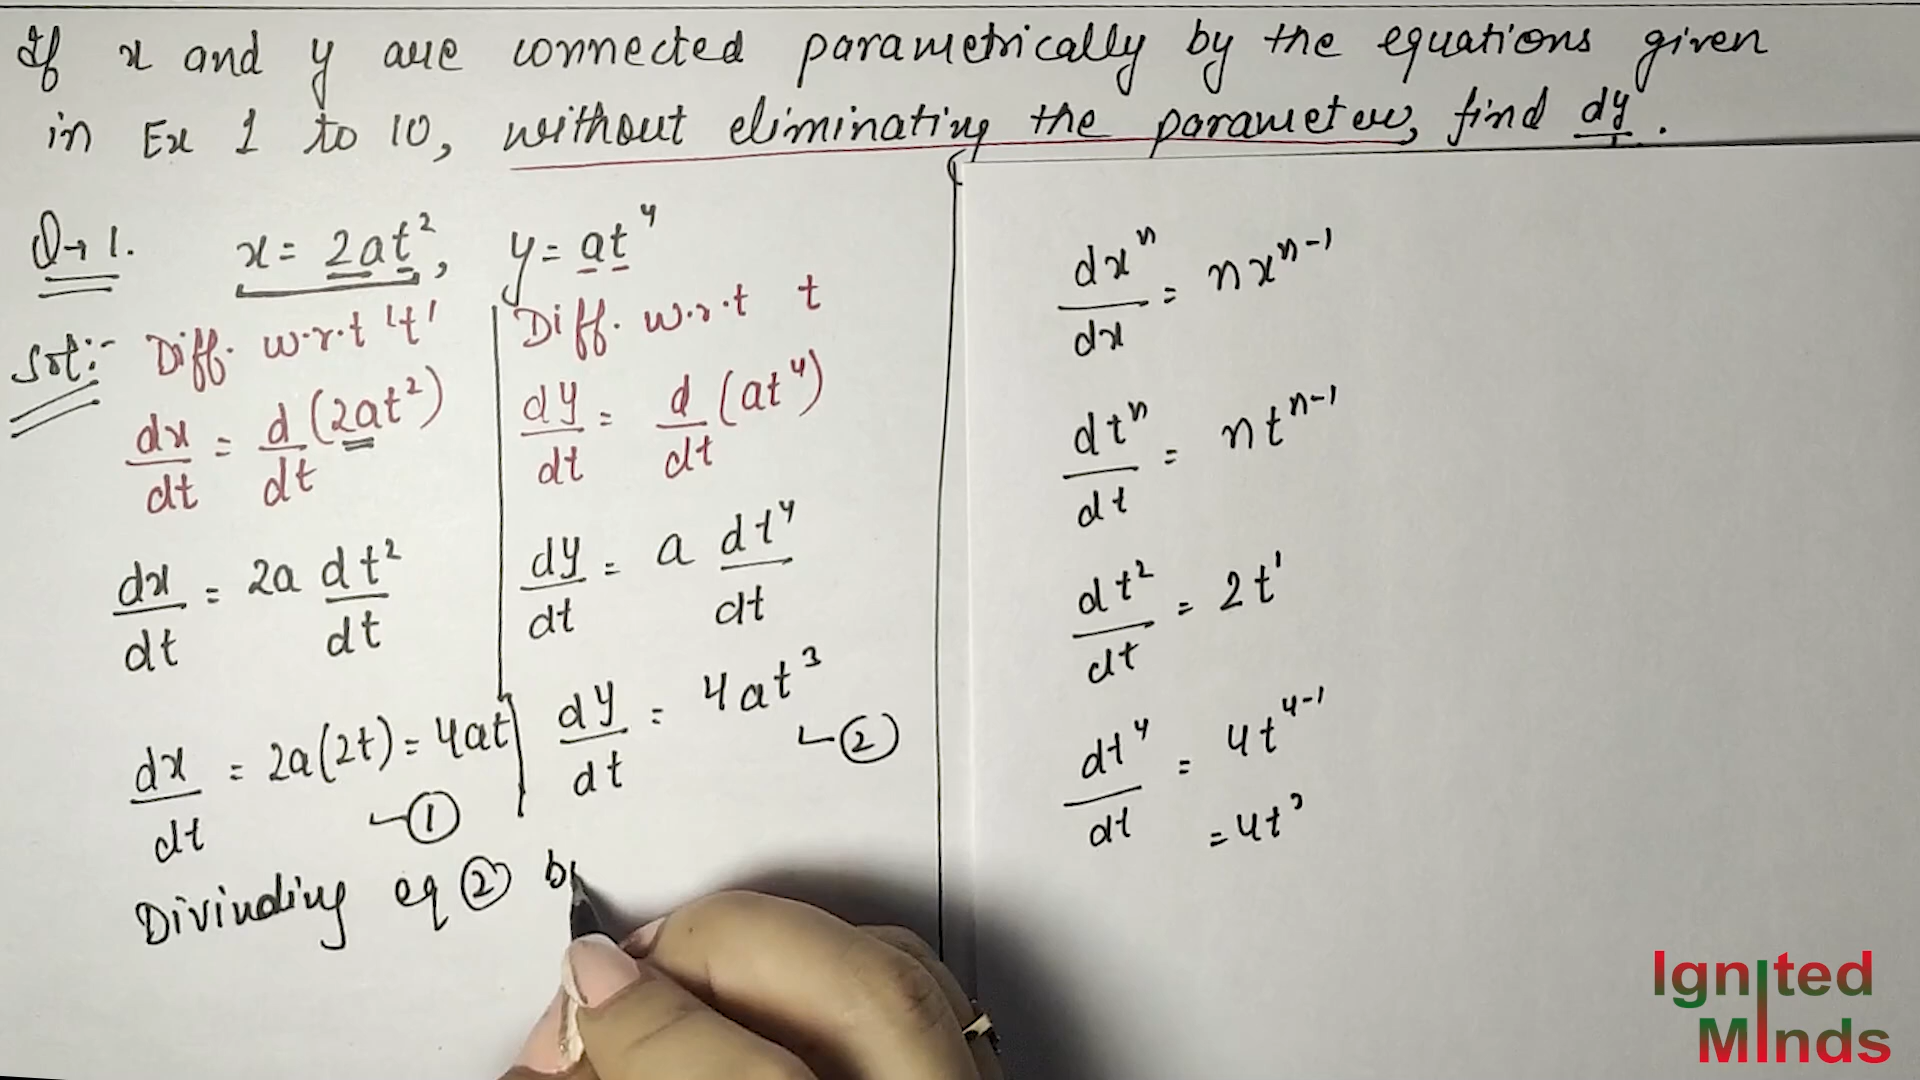 If x and y are connected parametrically by the equations given
in Ex 1 to 10, without eliminating the parameter, find dy/
Q→1. x = 2at², y = at⁴
Sol:- Diff. w.r.t 't'
dx/dt = d/dt (2at²)
dx/dt = 2a dt²/dt
dx/dt = 2a(2t) = 4at
①
Diff. w.r.t t
dy/dt = d/dt (at⁴)
dy/dt = a dt⁴/dt
dy/dt = 4at³
②
Divinding eq ② b
dxⁿ/dx = nxⁿ⁻¹
dtⁿ/dt = ntⁿ⁻¹
dt²/dt = 2t¹
dt⁴/dt = 4t⁴⁻¹
= 4t³
Ignited
Minds